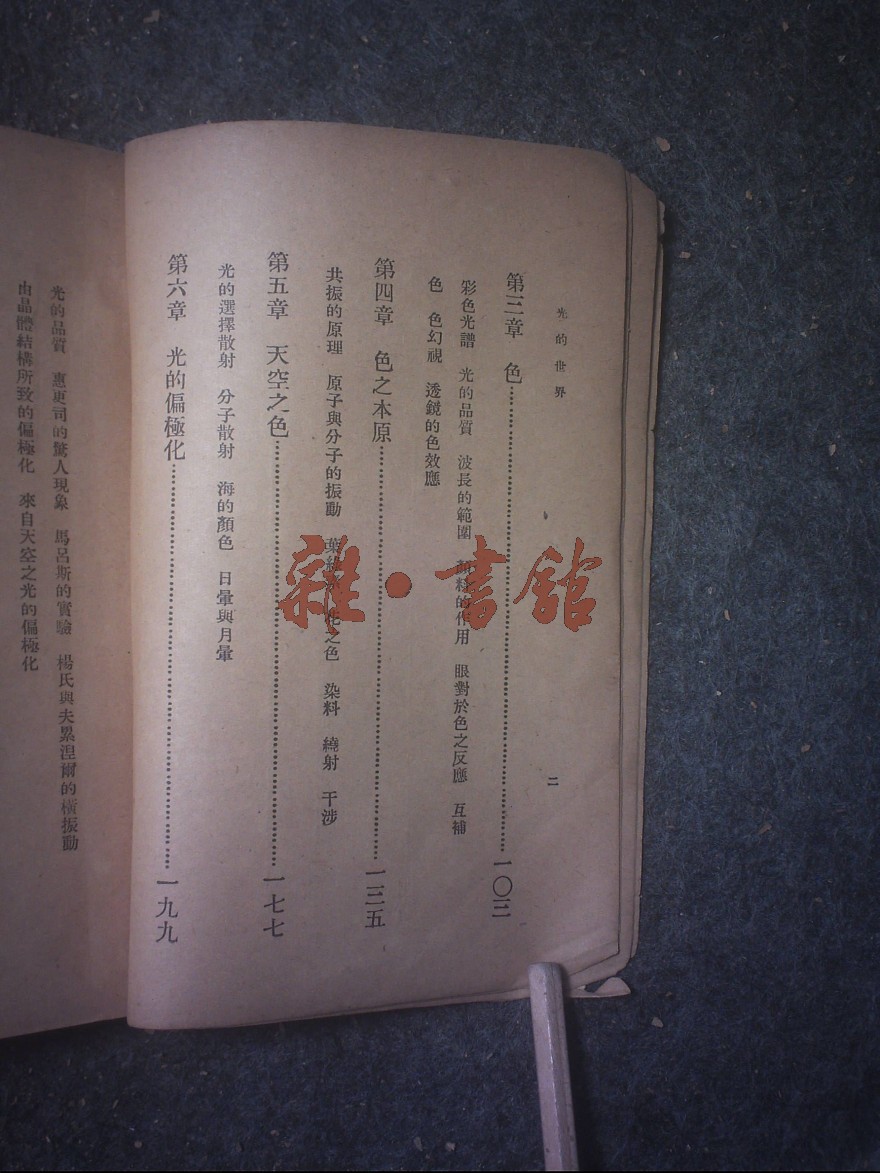 光的世界
二
第三章 色……一〇三
彩色光譜 光的品質 波長的範圍 顏料的作用 眼對於色之反應 互補
色 色幻視 透鏡的色效應
第四章 色之本原……一三五
共振的原理 原子與分子的振動 葉 花之色 染料 繞射 干涉
第五章 天空之色……一七七
光的選擇散射 分子散射 海的顏色 日暈與月暈
第六章 光的偏極化……一九九
光的品質 惠更司的驚人現象 馬呂斯的實驗 楊氏與夫累涅爾的橫振動
由晶體結構所致的偏極化 來自天空之光的偏極化
雜·書館